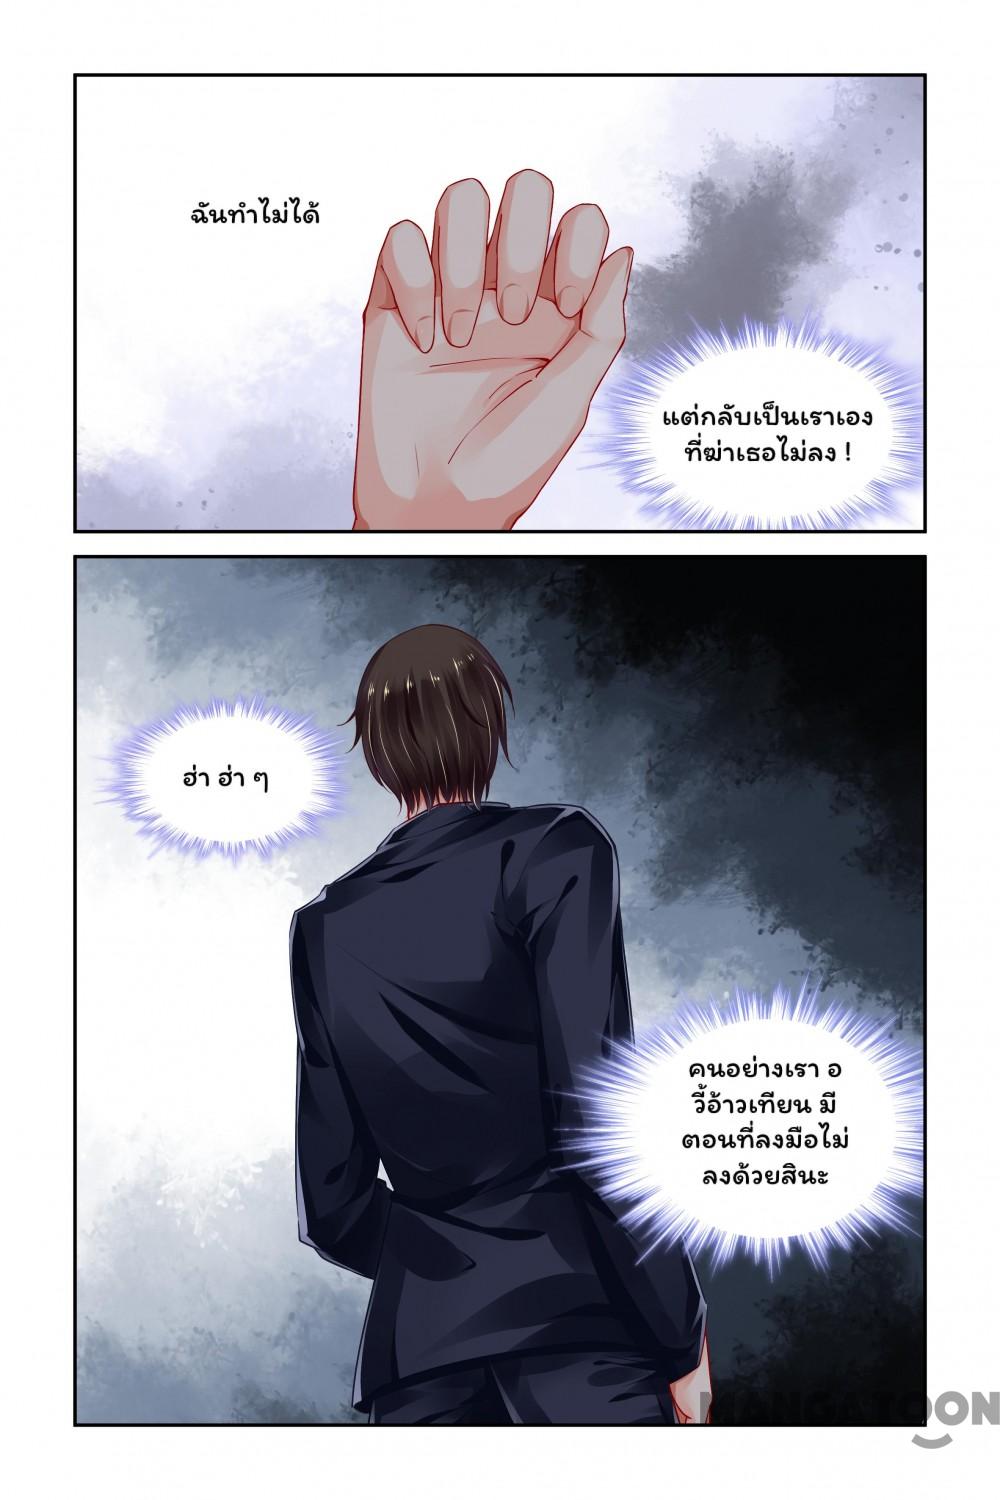 ฉันทำไม่ได้
แต่กลับเป็นเราเอง
ที่ฆ่าเธอไม่ลง !
ฮ่า ฮ่า ๆ
คนอย่างเรา อ
วี้อ้าวเทียน มี
ตอนที่ลงมือไม่
ลงด้วยสินะ
MANGATOON